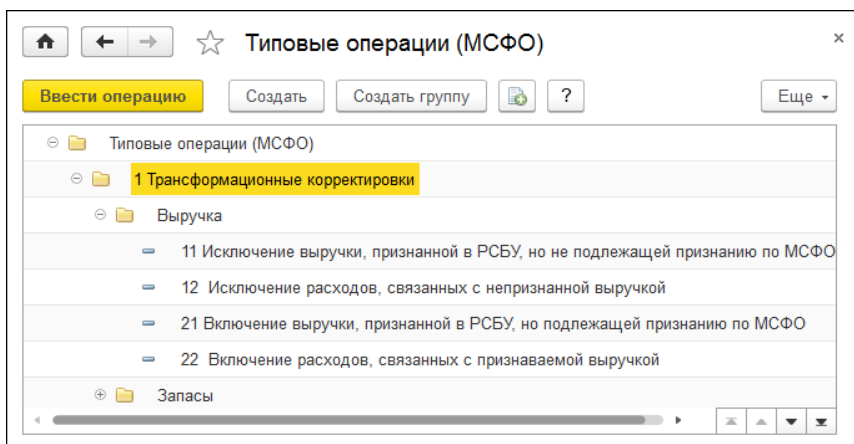 Типовые операции (МСФО)
Ввести операцию Создать Создать группу ? Еще
Типовые операции (МСФО)
1 Трансформационные корректировки
Выручка
11 Исключение выручки, признанной в РСБУ, но не подлежащей признанию по МСФО
12 Исключение расходов, связанных с непризнанной выручкой
21 Включение выручки, признанной в РСБУ, но подлежащей признанию по МСФО
22 Включение расходов, связанных с признаваемой выручкой
Запасы